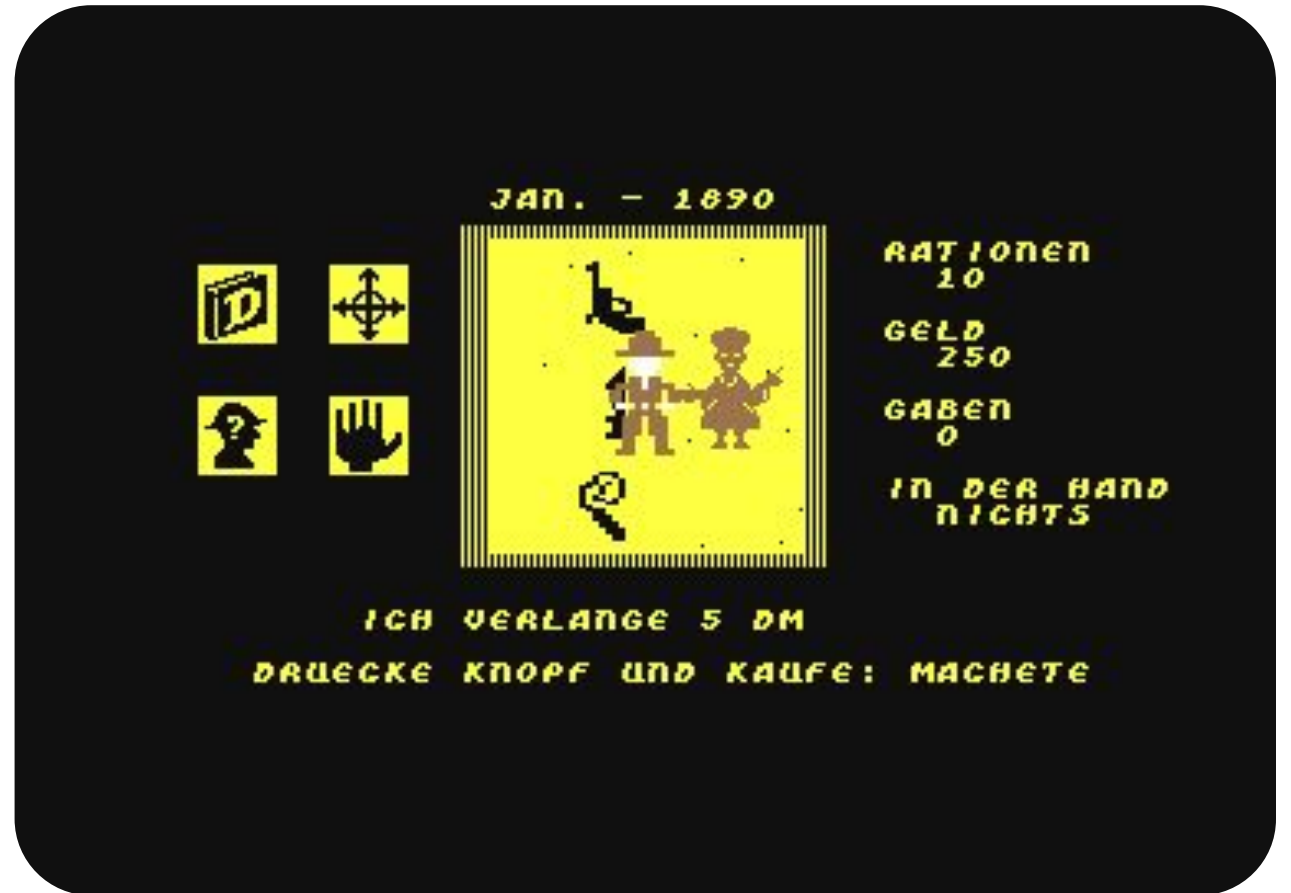 JAN. - 1890
RATIONEN
10
GELD
250
GABEN
0
IN DER HAND
NICHTS
D
?
ICH VERLANGE 5 DM
DRUECKE KNOPF UND KAUFE: MACHETE